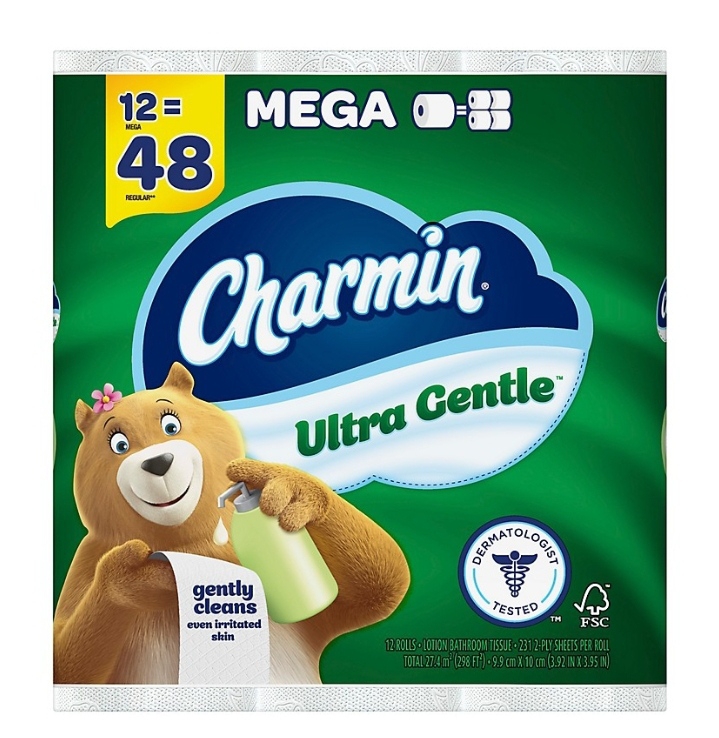 12 =
MEGA
48
REGULAR**
MEGA
=
Charmin®
Ultra Gentle™
gently
cleans
even irritated
skin
DERMATOLOGIST
TESTED
™
FSC
12 ROLLS • LOTION BATHROOM TISSUE • 231 2-PLY SHEETS PER ROLL
TOTAL 27.4 m² (298 FT²) • 9.9 cm X 10 cm (3.92 IN X 3.95 IN)